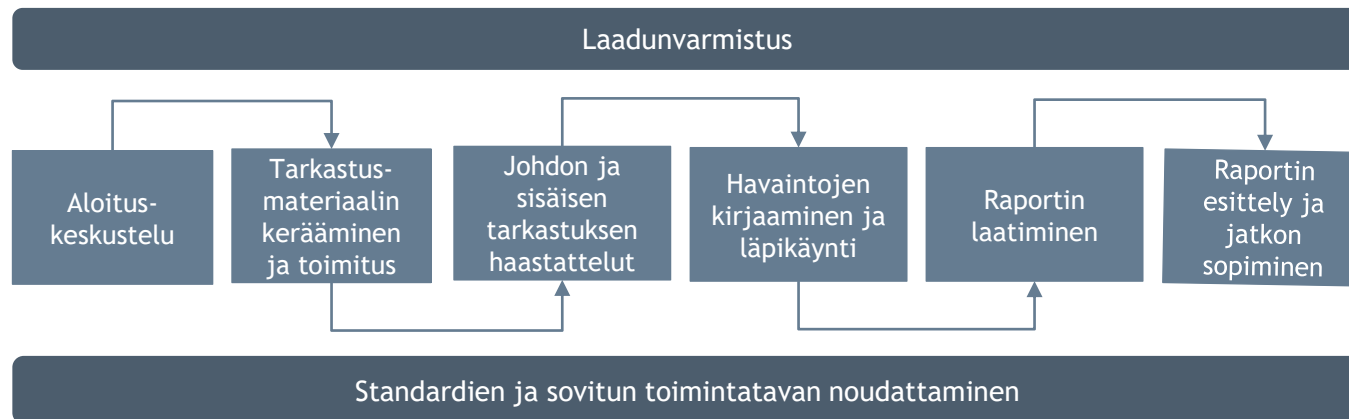 Laadunvarmistus
Aloitus-
keskustelu
Tarkastus-
materiaalin
kerääminen
ja toimitus
Johdon ja
sisäisen
tarkastuksen
haastattelut
Havaintojen
kirjaaminen ja
läpikäynti
Raportin
laatiminen
Raportin
esittely ja
jatkon
sopiminen
Standardien ja sovitun toimintatavan noudattaminen